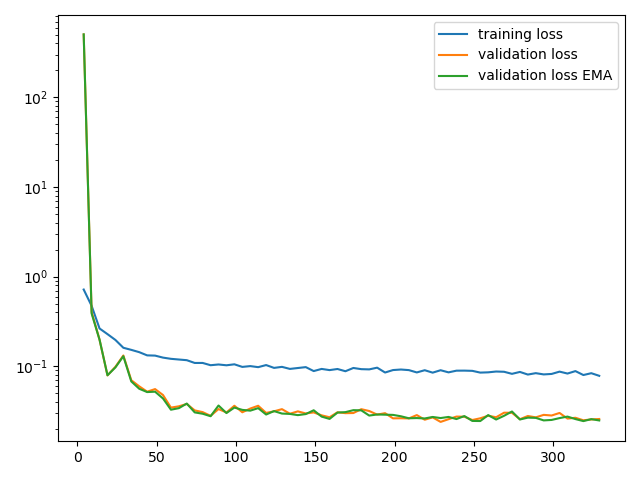 training loss
validation loss
validation loss EMA
10²
10¹
10⁰
10⁻¹
0 50 100 150 200 250 300